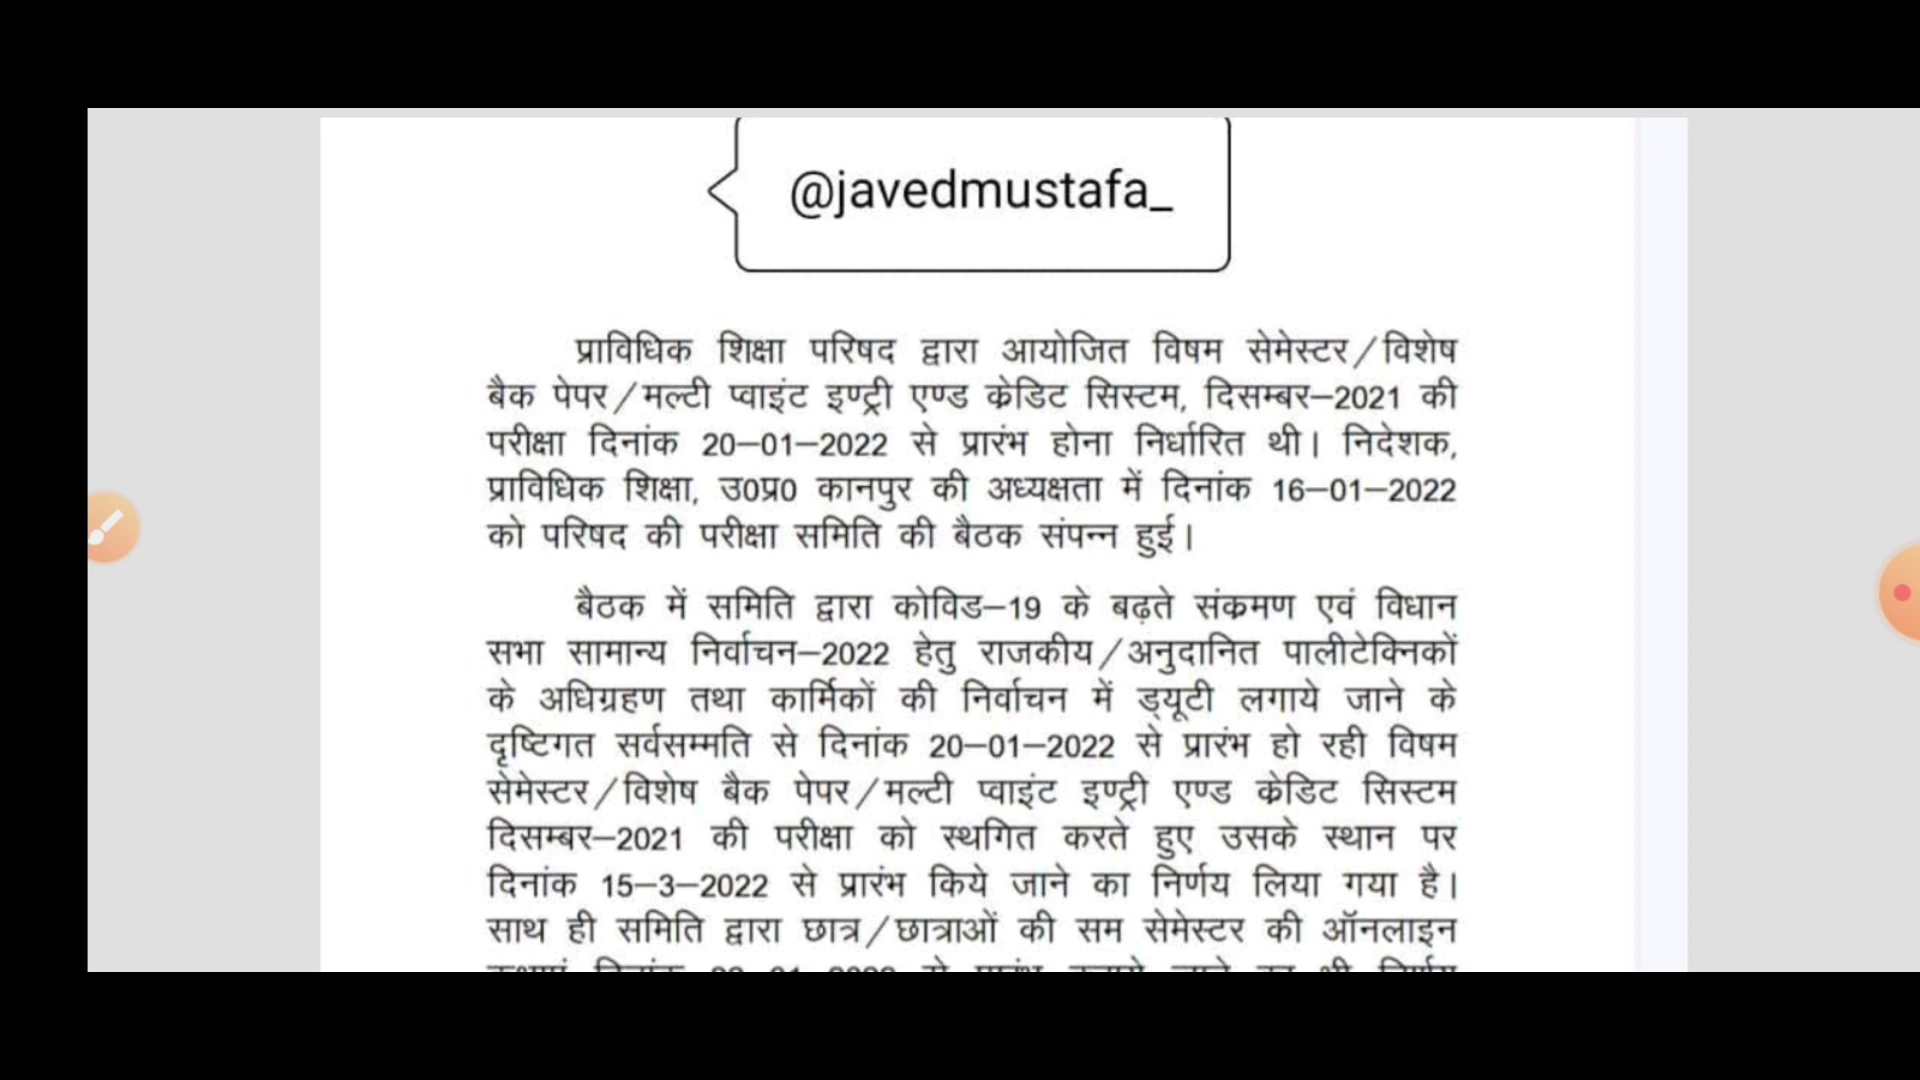 @javedmustafa_
प्राविधिक शिक्षा परिषद द्वारा आयोजित विषम सेमेस्टर/विशेष
बैक पेपर/मल्टी प्वाइंट इण्ट्री एण्ड क्रेडिट सिस्टम, दिसम्बर–2021 की
परीक्षा दिनांक 20–01–2022 से प्रारंभ होना निर्धारित थी। निदेशक,
प्राविधिक शिक्षा, उ0प्र0 कानपुर की अध्यक्षता में दिनांक 16–01–2022
को परिषद की परीक्षा समिति की बैठक संपन्न हुई।
बैठक में समिति द्वारा कोविड–19 के बढ़ते संक्रमण एवं विधान
सभा सामान्य निर्वाचन–2022 हेतु राजकीय/अनुदानित पालीटेक्निकों
के अधिग्रहण तथा कार्मिकों की निर्वाचन में ड्यूटी लगाये जाने के
दृष्टिगत सर्वसम्मति से दिनांक 20–01–2022 से प्रारंभ हो रही विषम
सेमेस्टर/विशेष बैक पेपर/मल्टी प्वाइंट इण्ट्री एण्ड क्रेडिट सिस्टम
दिसम्बर–2021 की परीक्षा को स्थगित करते हुए उसके स्थान पर
दिनांक 15–3–2022 से प्रारंभ किये जाने का निर्णय लिया गया है।
साथ ही समिति द्वारा छात्र/छात्राओं की सम सेमेस्टर की ऑनलाइन